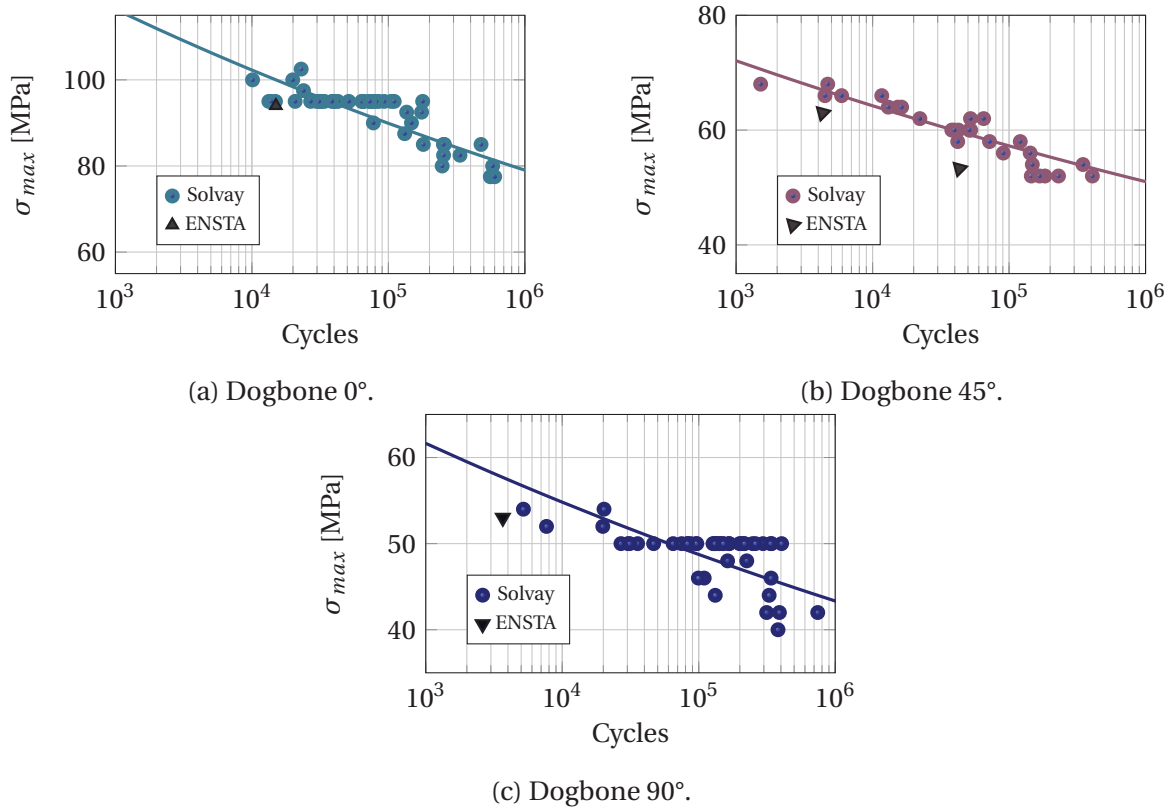 100
80
60
σ max [MPa]
Solvay
ENSTA
10^3 10^4 10^5 10^6
Cycles
(a) Dogbone 0°.
80
60
40
σ max [MPa]
Solvay
ENSTA
10^3 10^4 10^5 10^6
Cycles
(b) Dogbone 45°.
60
50
40
σ max [MPa]
Solvay
ENSTA
10^3 10^4 10^5 10^6
Cycles
(c) Dogbone 90°.